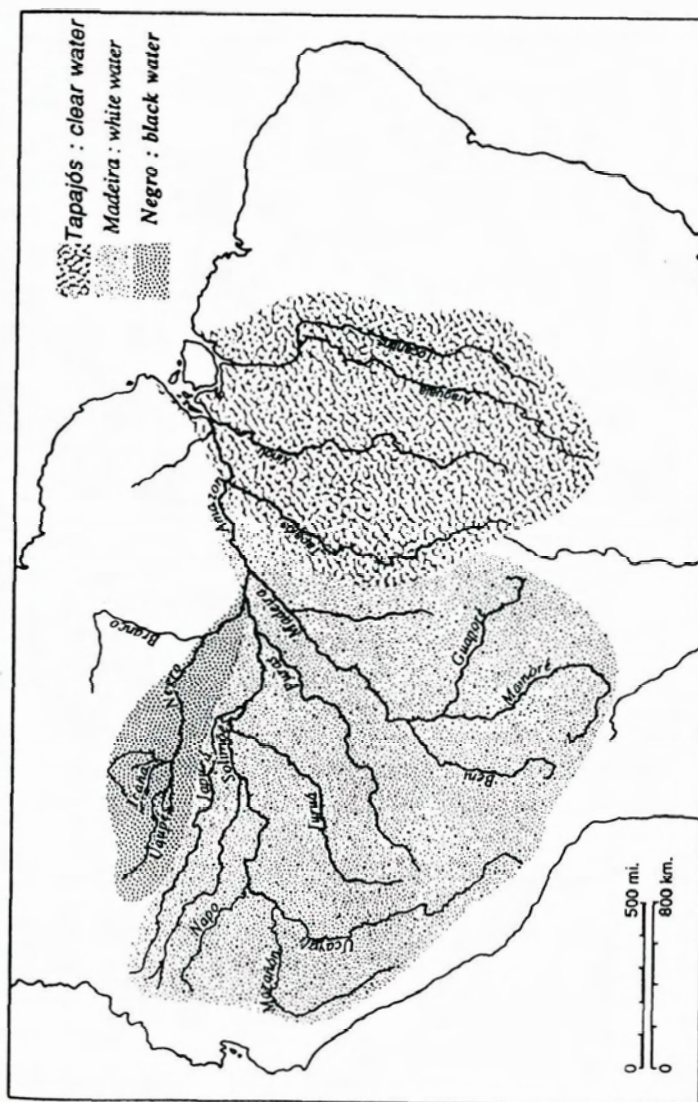 Tapajós : clear water
Madeira : white water
Negro : black water
Tocantins
Araguaia
Xingu
Amazon
Tapajós
Branco
Negro
Madeira
Içana
Uaupés
Purus
Guaporé
Mamoré
Japurá
Solimões
Beni
Juruá
Napo
Ucayali
Marañón
500 mi.
800 km.
0
0